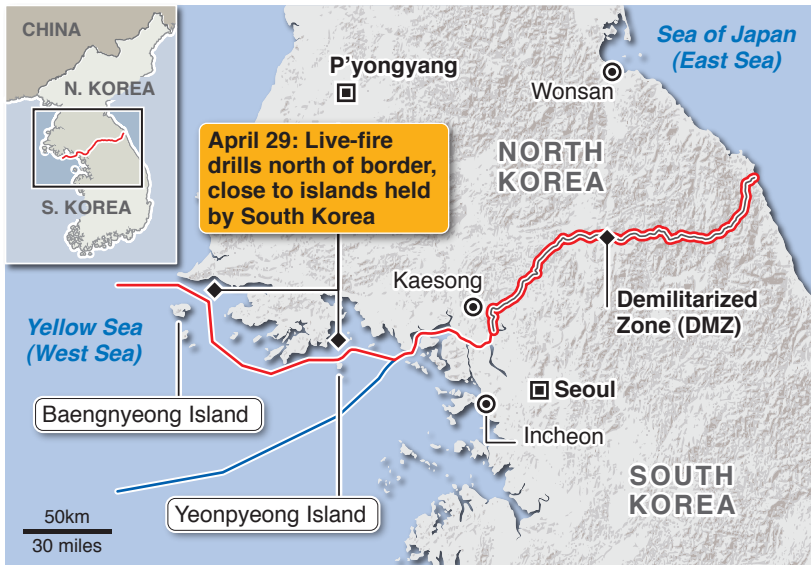 CHINA
N. KOREA
S. KOREA
P'yongyang
Wonsan
Sea of Japan
(East Sea)
April 29: Live-fire
drills north of border,
close to islands held
by South Korea
NORTH
KOREA
Kaesong
Demilitarized
Zone (DMZ)
Yellow Sea
(West Sea)
Baengnyeong Island
Seoul
Incheon
Yeonpyeong Island
SOUTH
KOREA
50km
30 miles